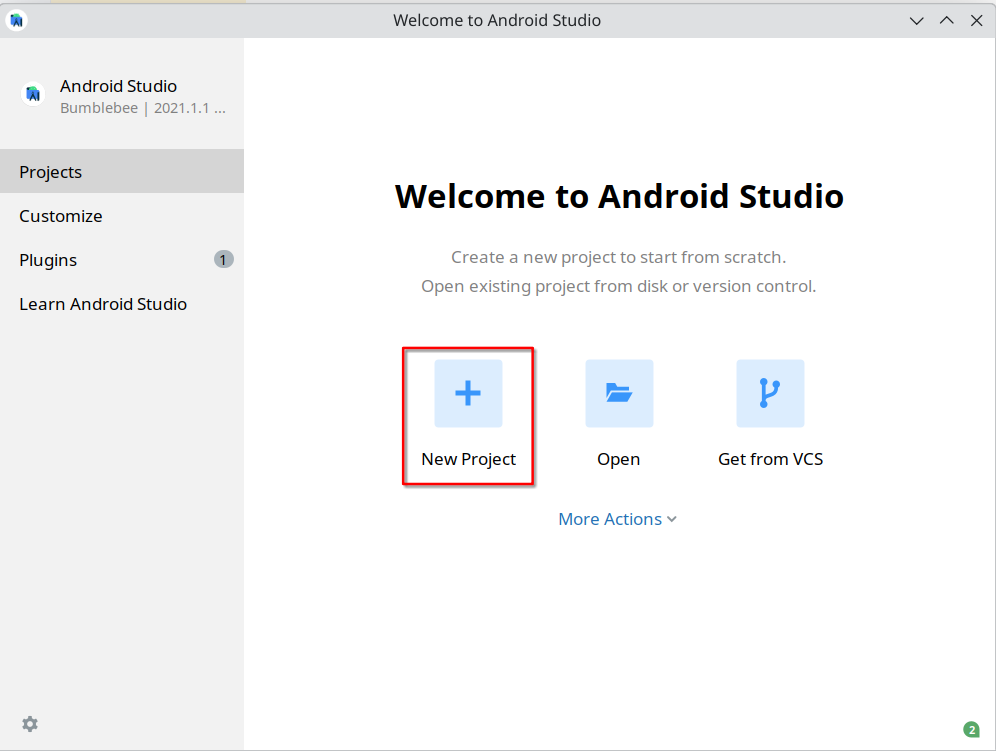 Welcome to Android Studio
Android Studio
Bumblebee | 2021.1.1 ...
Projects
Customize
Plugins 1
Learn Android Studio
Welcome to Android Studio
Create a new project to start from scratch.
Open existing project from disk or version control.
New Project
Open
Get from VCS
More Actions
2